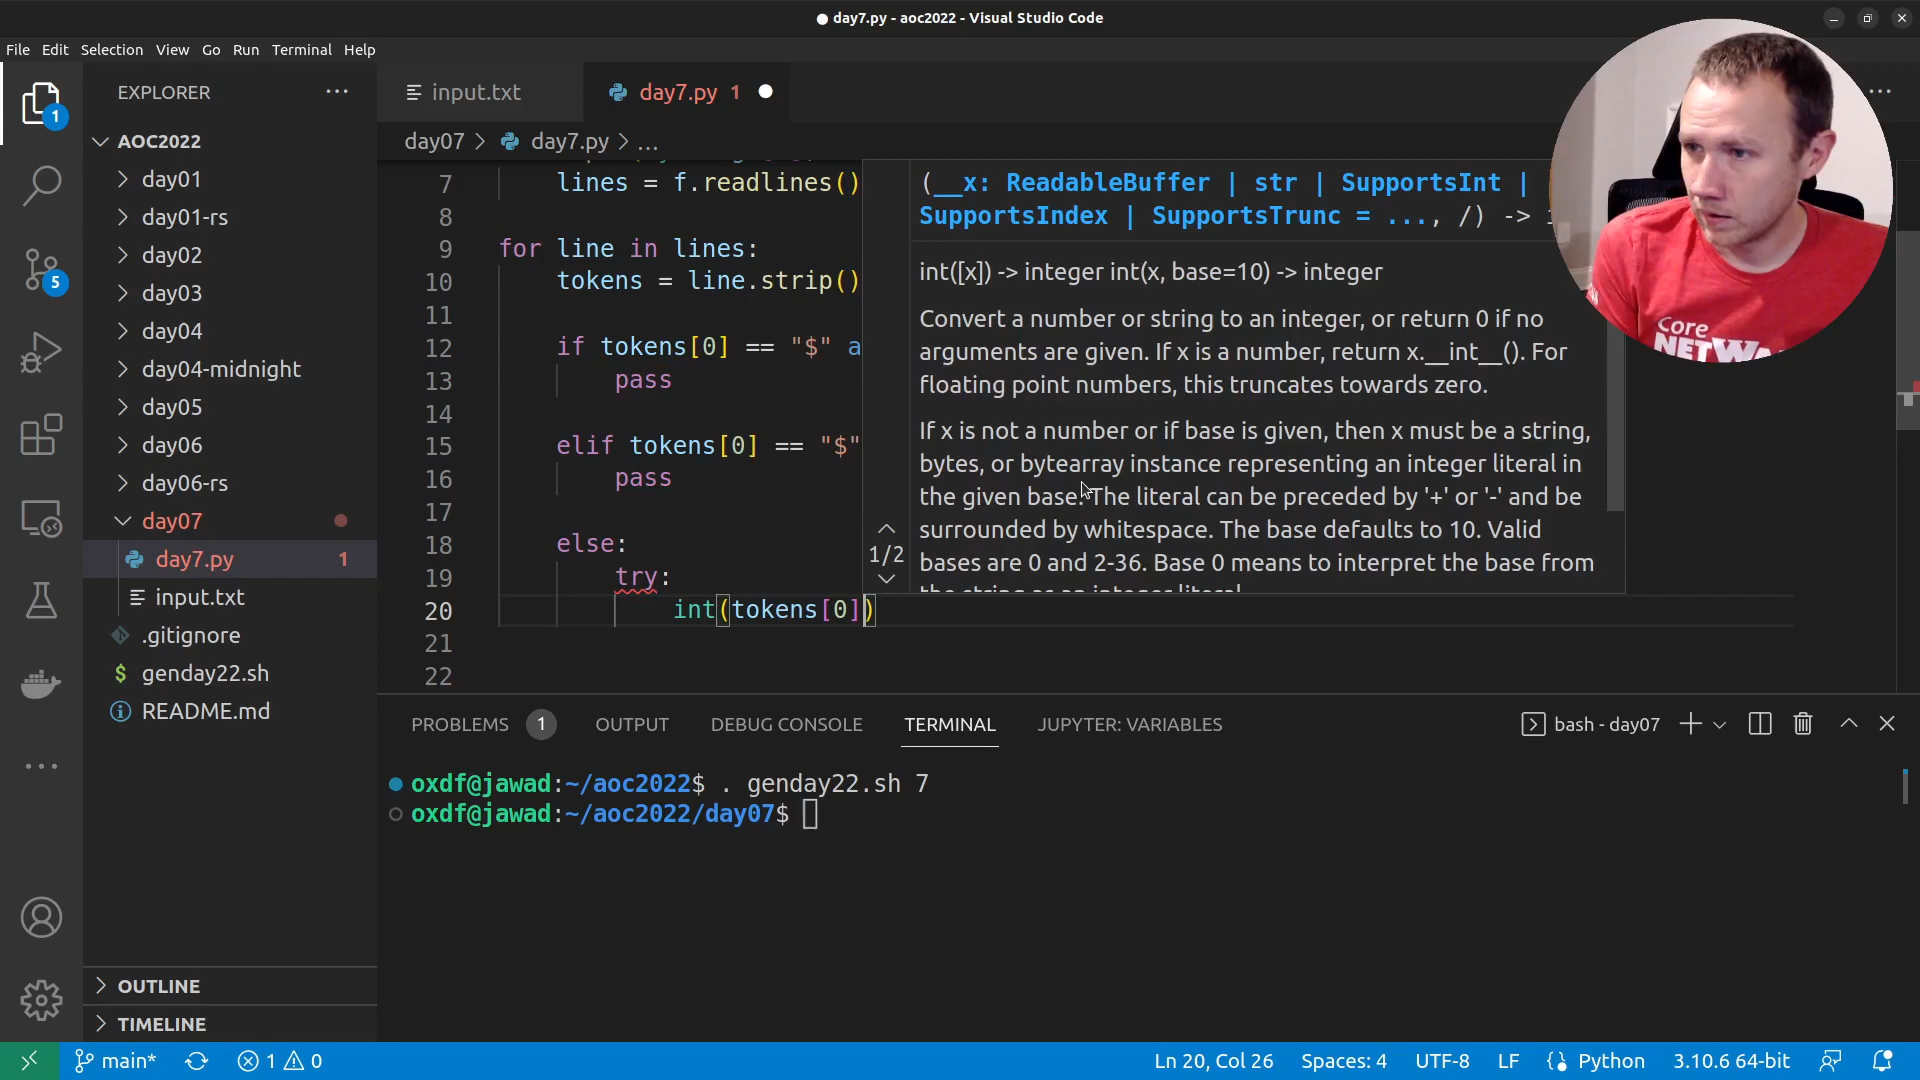 day7.py - aoc2022 - Visual Studio Code
File Edit Selection View Go Run Terminal Help
1
5
EXPLORER
AOC2022
day01
day01-rs
day02
day03
day04
day04-midnight
day05
day06
day06-rs
day07
day7.py 1
input.txt
.gitignore
genday22.sh
README.md
OUTLINE
TIMELINE
input.txt
day7.py 1
day07 > day7.py > ...
7 lines = f.readlines()
8
9 for line in lines:
10 tokens = line.strip()
11
12 if tokens[0] == "$" a
13 pass
14
15 elif tokens[0] == "$"
16 pass
17
18 else:
19 try:
20 int(tokens[0])
21
22
1/2
(__x: ReadableBuffer | str | SupportsInt |
SupportsIndex | SupportsTrunc = ..., /) ->
int([x]) -> integer int(x, base=10) -> integer
Convert a number or string to an integer, or return 0 if no
arguments are given. If x is a number, return x.__int__(). For
floating point numbers, this truncates towards zero.
If x is not a number or if base is given, then x must be a string,
bytes, or bytearray instance representing an integer literal in
the given base. The literal can be preceded by '+' or '-' and be
surrounded by whitespace. The base defaults to 10. Valid
bases are 0 and 2-36. Base 0 means to interpret the base from
the string as an integer literal.
Core
PROBLEMS 1 OUTPUT DEBUG CONSOLE TERMINAL JUPYTER: VARIABLES bash - day07
oxdf@jawad:~/aoc2022$ . genday22.sh 7
oxdf@jawad:~/aoc2022/day07$
main* 1 0 Ln 20, Col 26 Spaces: 4 UTF-8 LF Python 3.10.6 64-bit